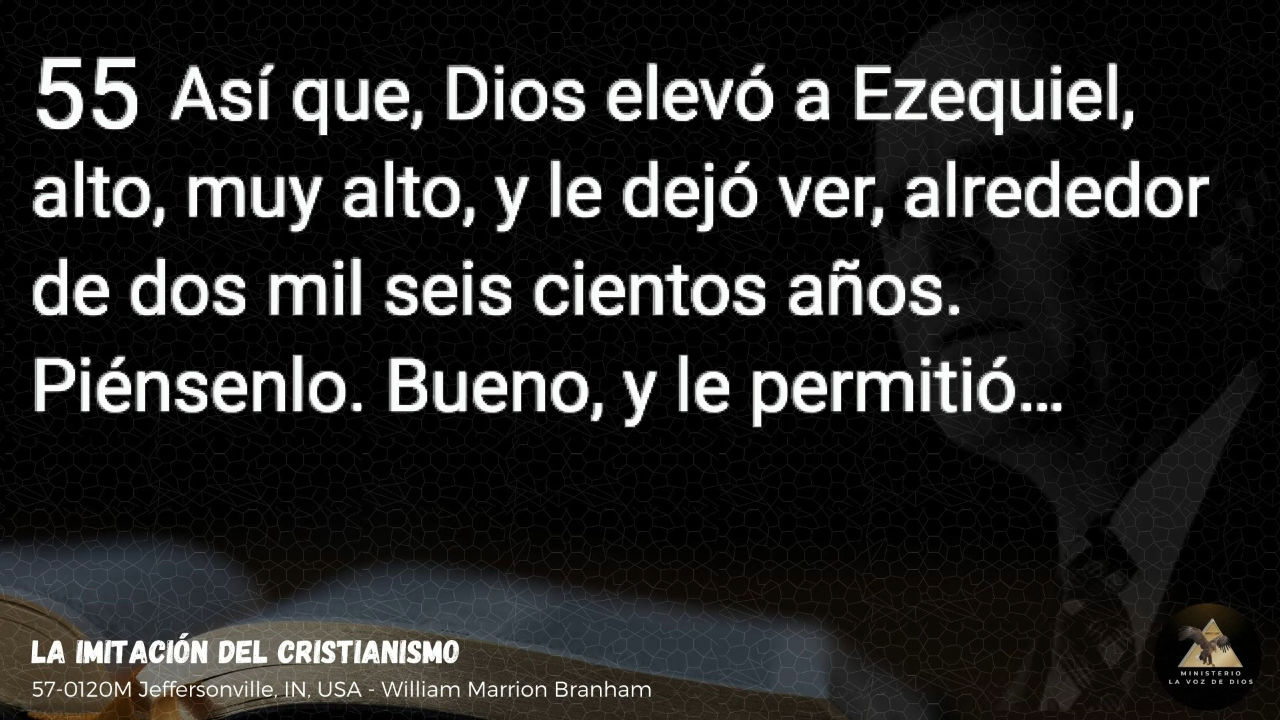 55 Así que, Dios elevó a Ezequiel,
alto, muy alto, y le dejó ver, alrededor
de dos mil seis cientos años.
Piénsenlo. Bueno, y le permitió...
LA IMITACIÓN DEL CRISTIANISMO
57-0120M Jeffersonville, IN, USA - William Marrion Branham
MINISTERIO
LA VOZ DE DIOS